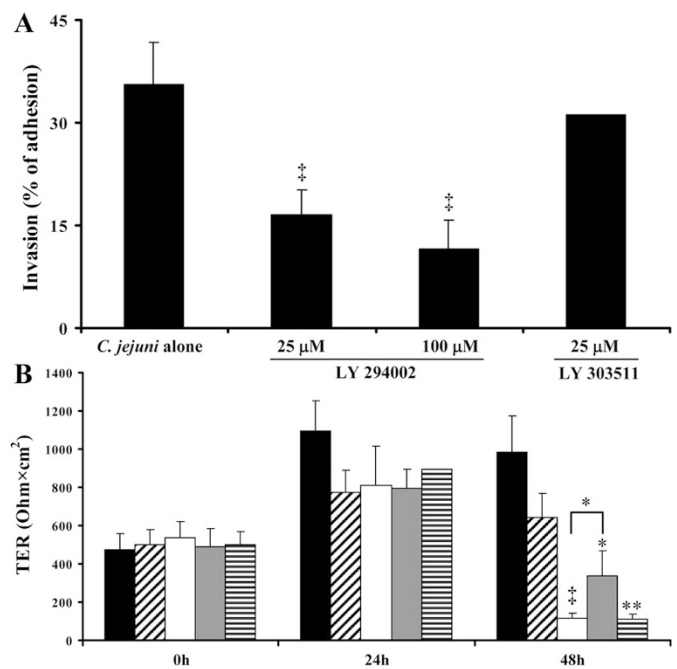 A
45
30
15
0
Invasion (% of adhesion)
‡
‡
C. jejuni alone
25 μM
100 μM
25 μM
LY 294002
LY 303511
B
1400
1200
1000
800
600
400
200
0
TER (Ohm×cm²)
*
*
‡
**
0h
24h
48h